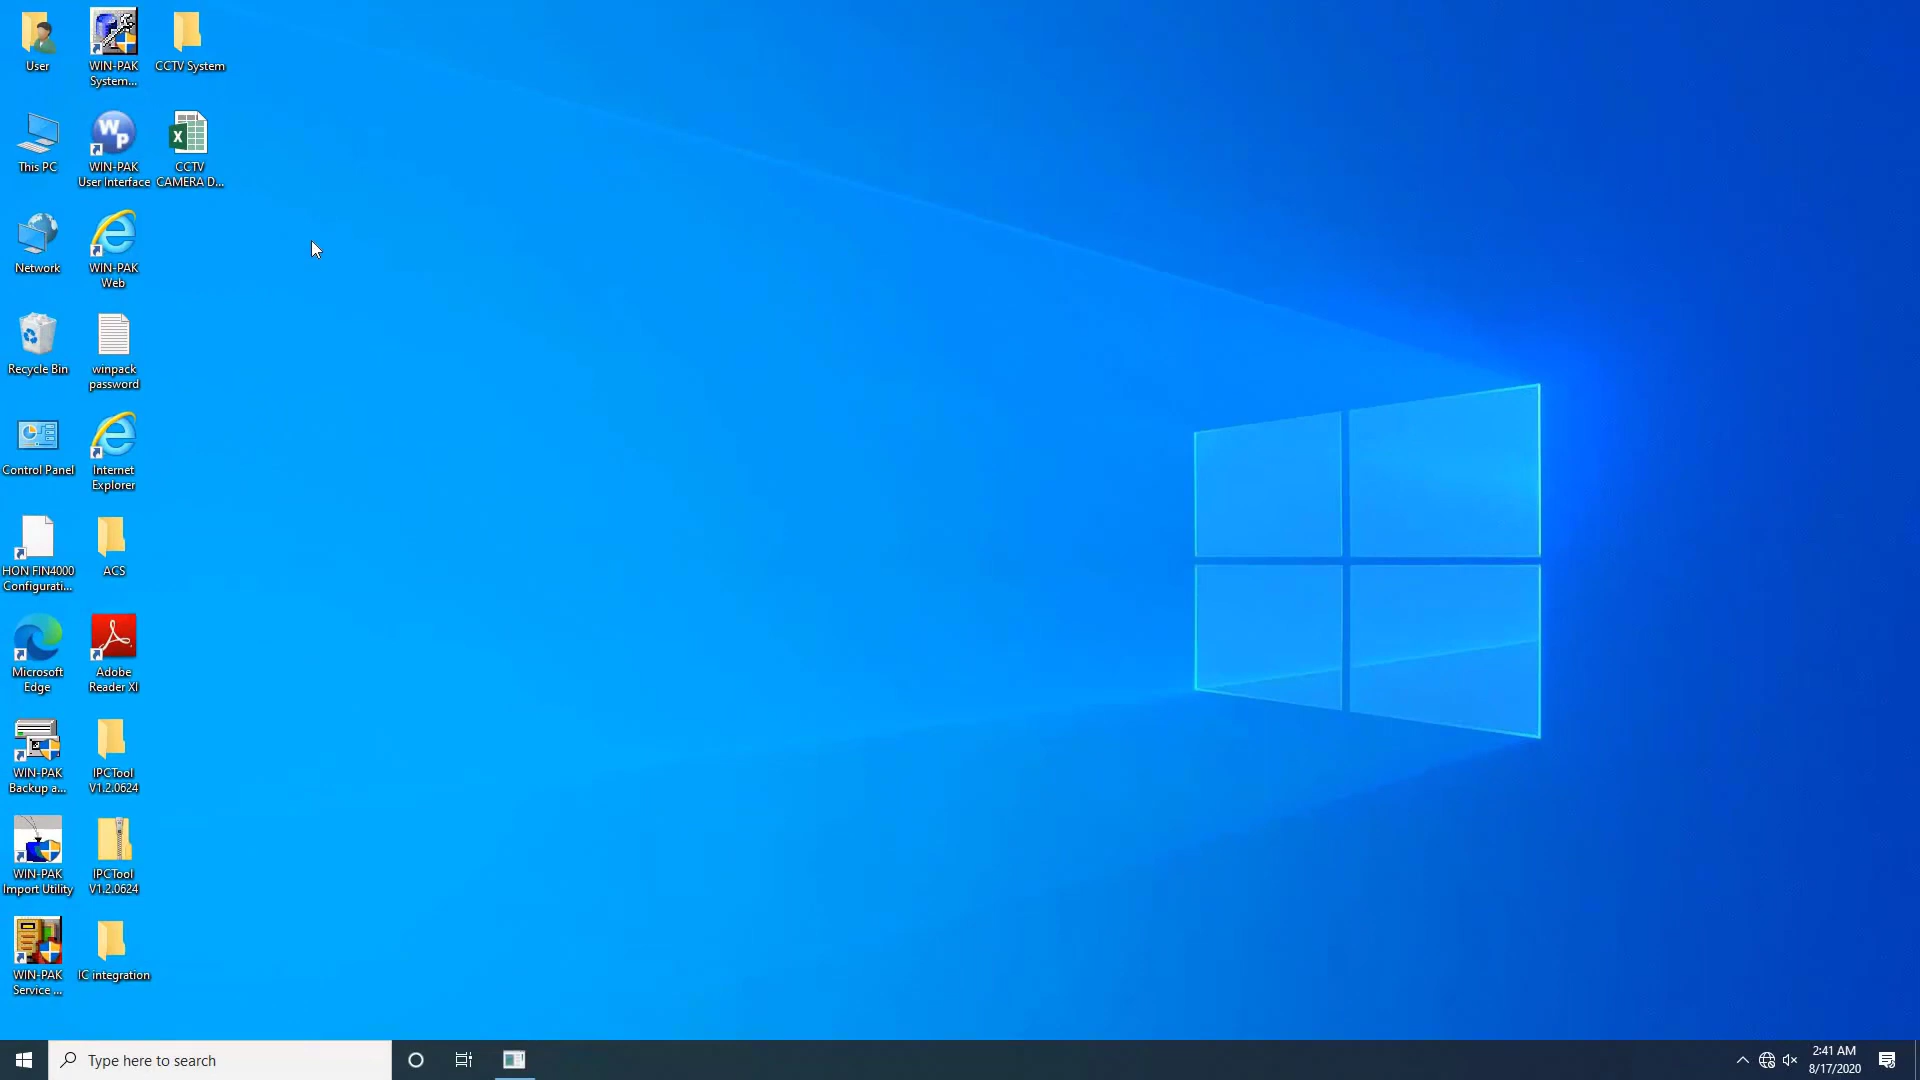 User
WIN-PAK
System...
CCTV System
This PC
WIN-PAK
User Interface
CCTV
CAMERA D...
Network
WIN-PAK
Web
Recycle Bin
winpack
password
Control Panel
Internet
Explorer
HON FIN4000
Configurati...
ACS
Microsoft
Edge
Adobe
Reader XI
WIN-PAK
Backup a...
IPCTool
V1.2.0624
WIN-PAK
Import Utility
IPCTool
V1.2.0624
WIN-PAK
Service ...
IC integration
Type here to search
2:41 AM
8/17/2020